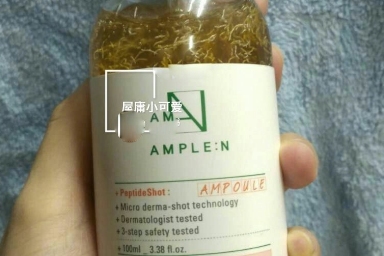 屋庸小可爱
AM:N
AMPLE:N
+ PeptideShot : AMPOULE
+ Micro derma-shot technology
+ Dermatologist tested
+ 3-step safety tested
+ 100ml _ 3.38 fl.oz.